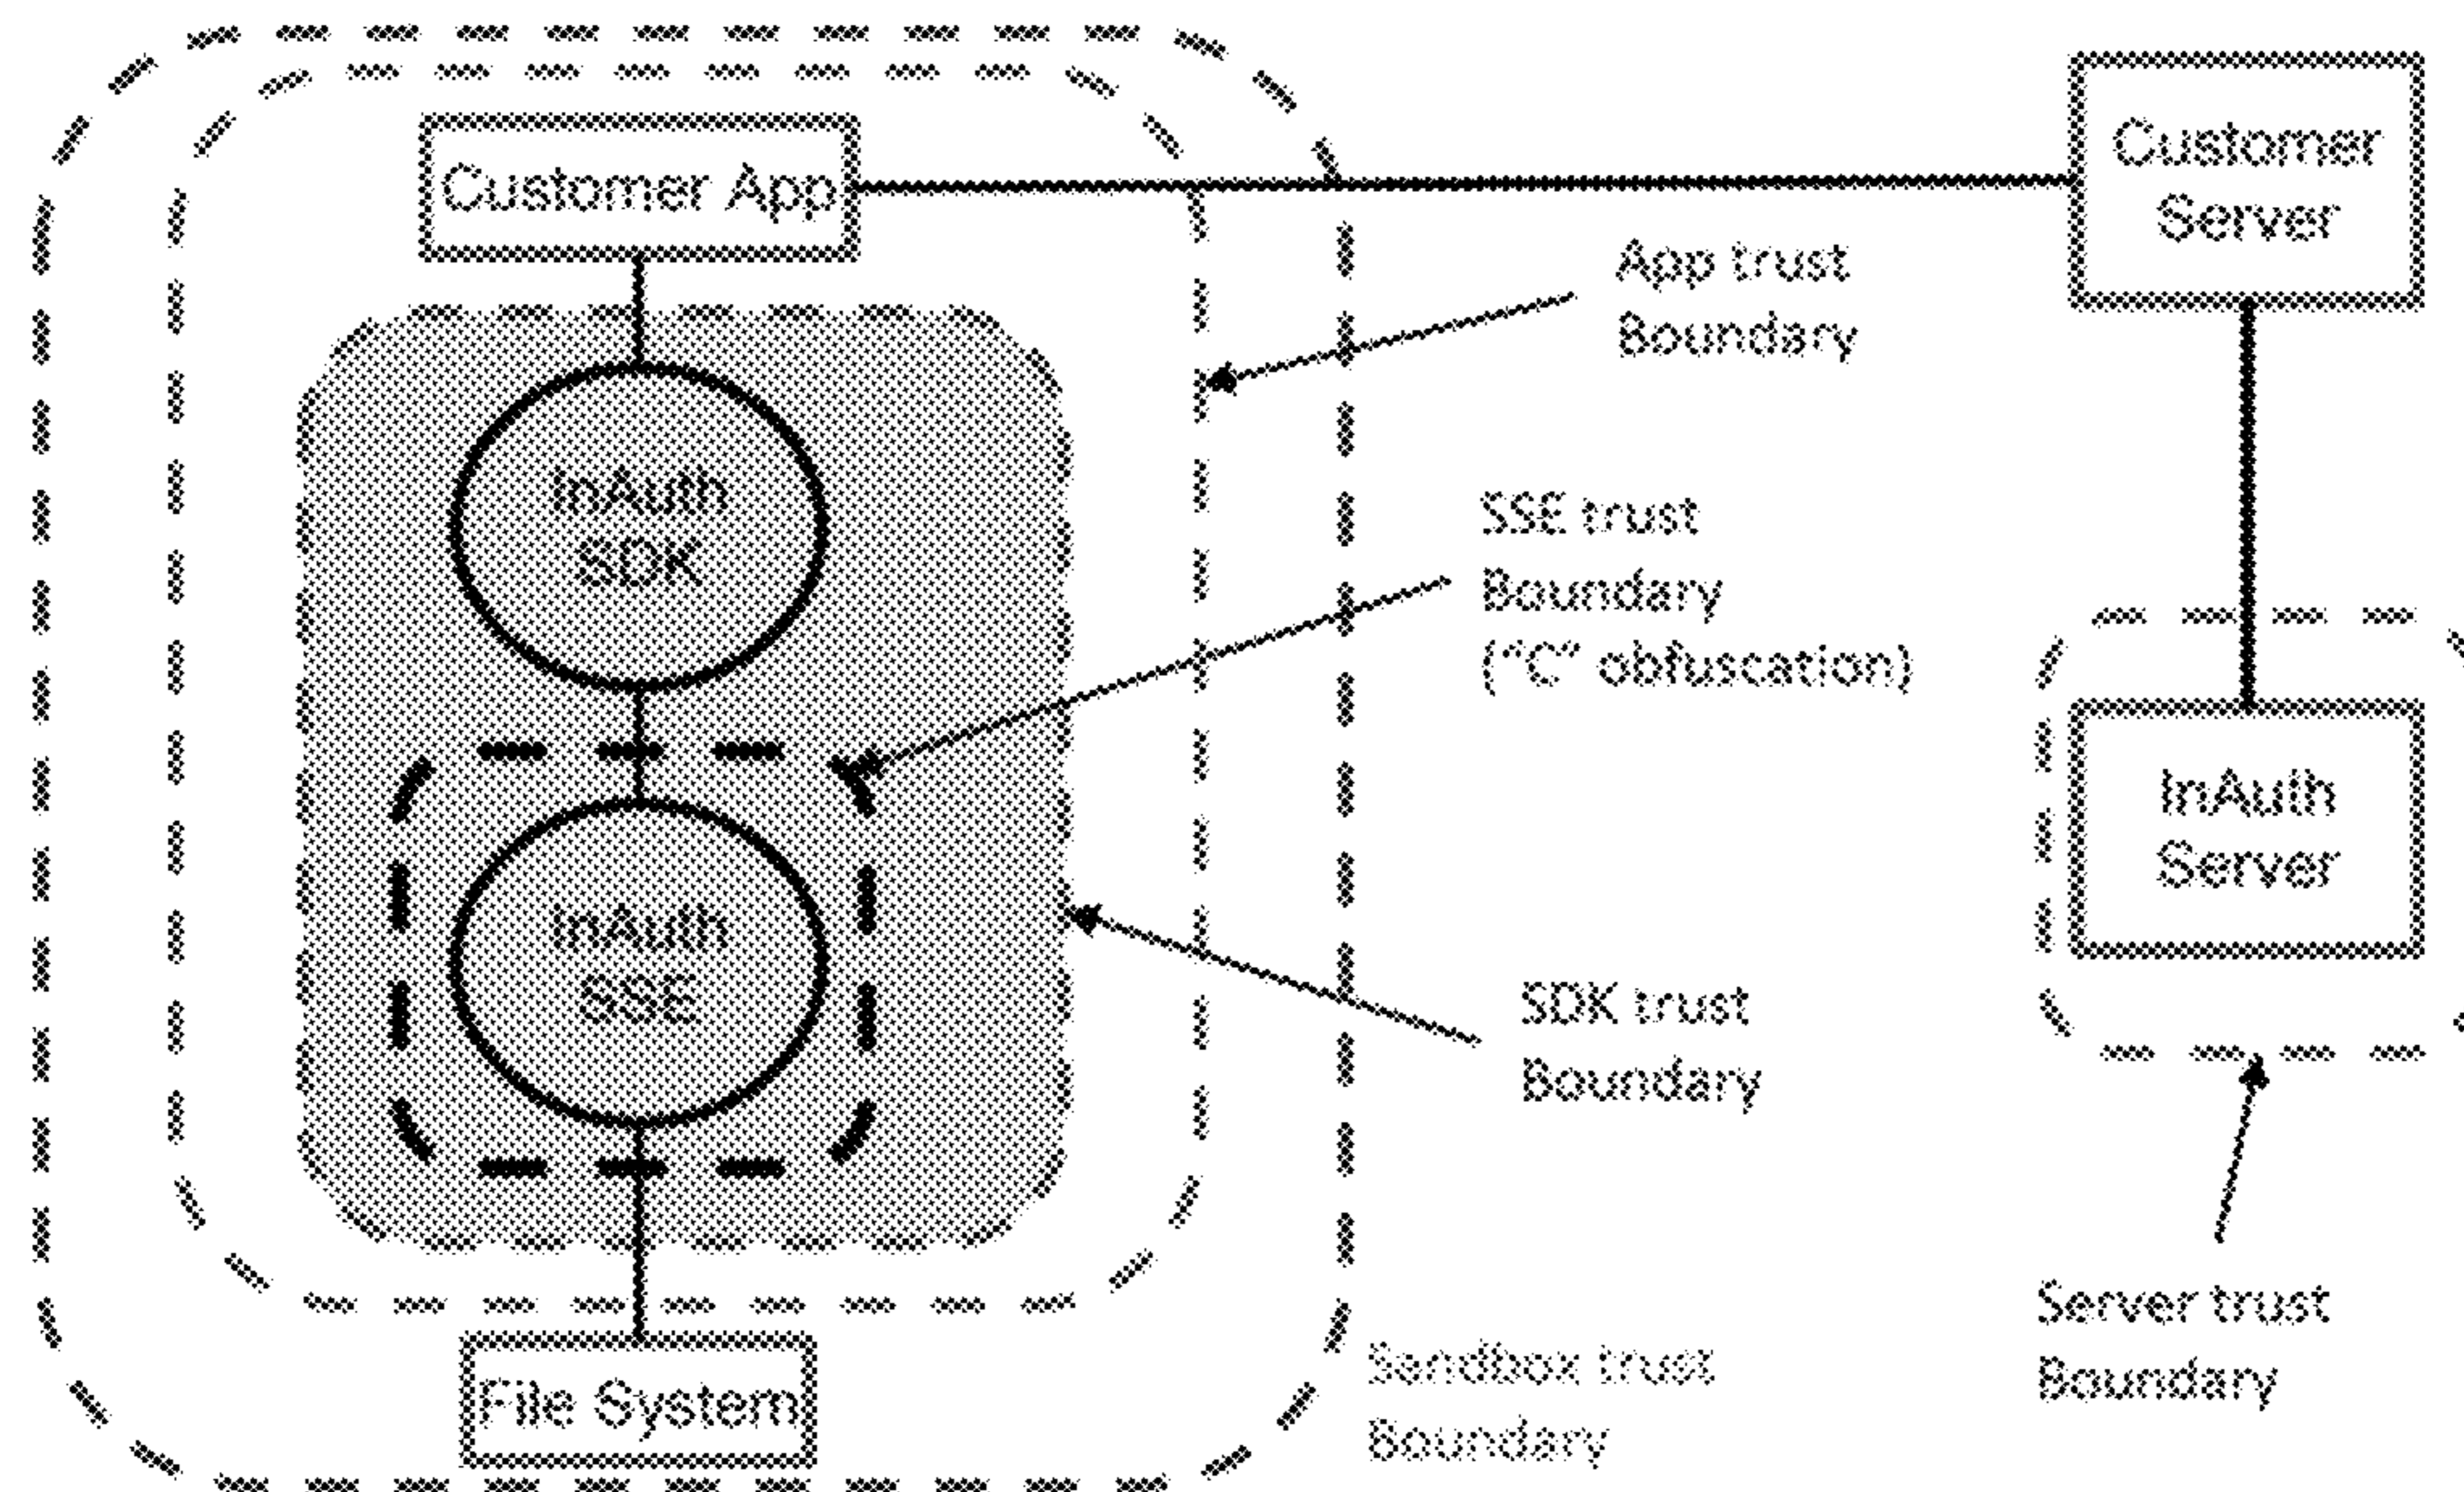 Customer App
Customer
Server
App trust
Boundary
InAuth
SDK
SSE trust
Boundary
("C" obfuscation)
InAuth
Server
InAuth
SSE
SDK trust
Boundary
Server trust
Boundary
Sandbox trust
Boundary
File System